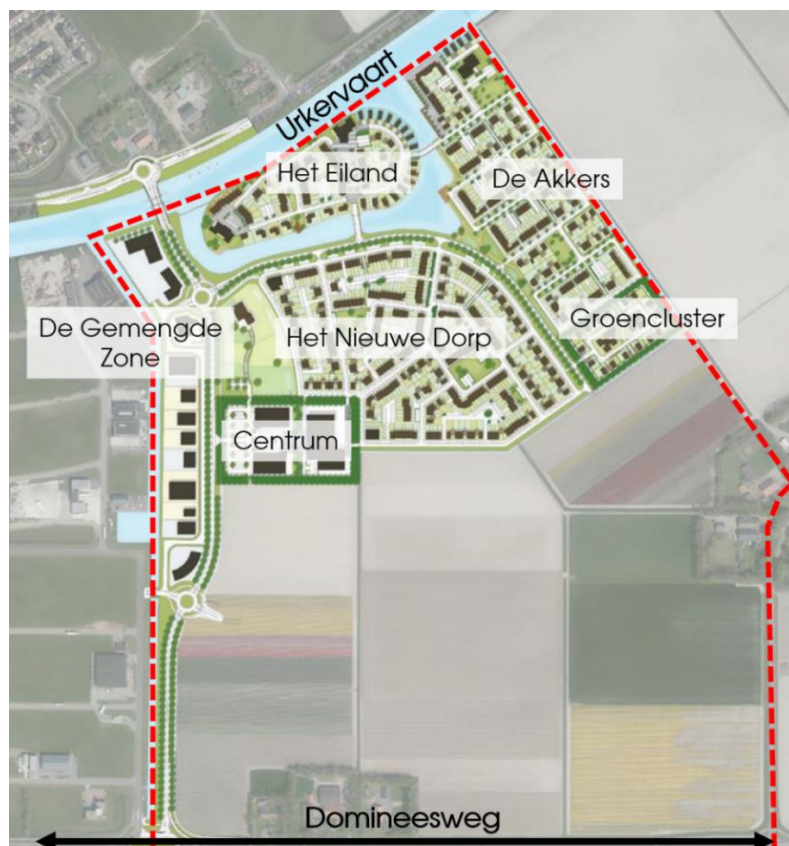 Urkervaart
Het Eiland
De Akkers
Groencluster
De Gemengde
Zone
Het Nieuwe Dorp
Centrum
Domineesweg